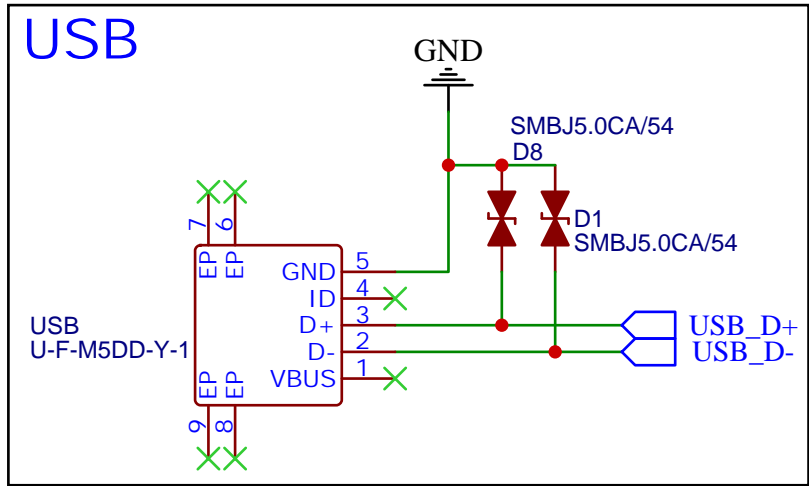 USB
GND
SMBJ5.0CA/54
D8
D1
SMBJ5.0CA/54
7
6
EP
EP
GND
5
ID
4
D+
3
D-
2
VBUS
1
USB
U-F-M5DD-Y-1
EP
EP
9
8
USB_D+
USB_D-